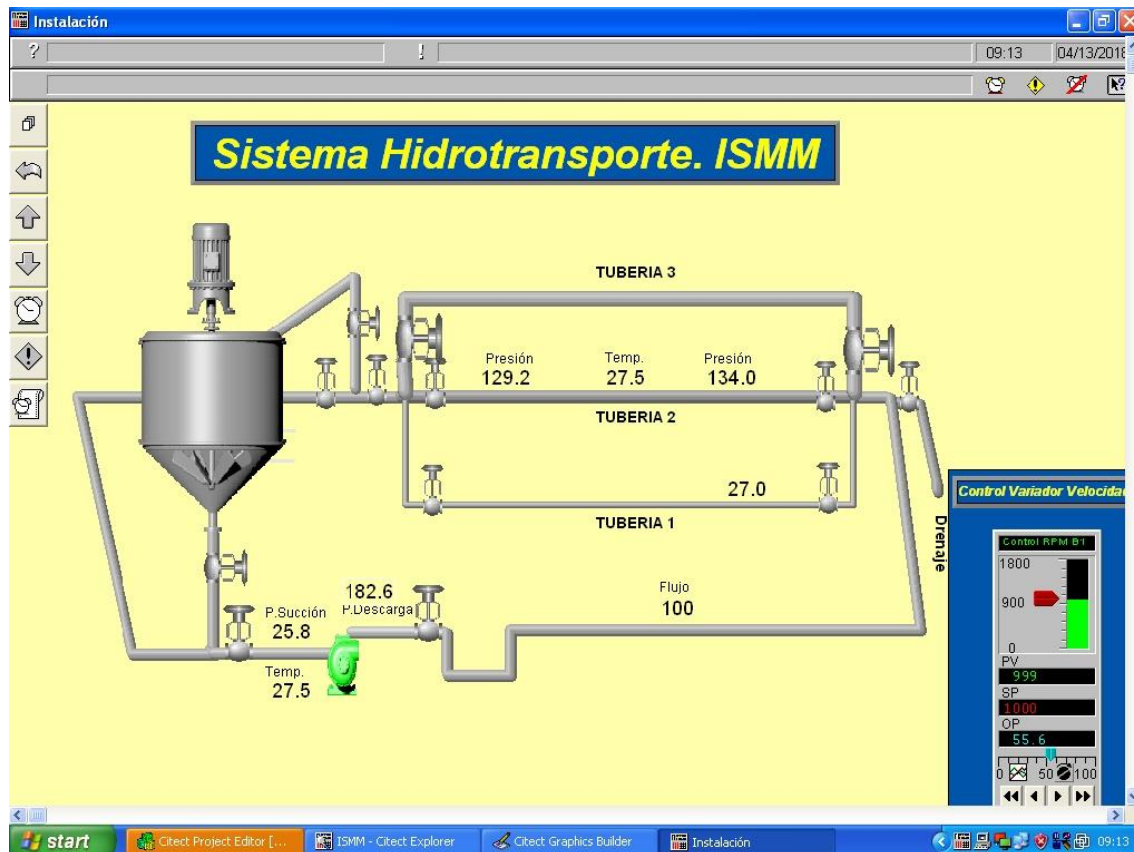 Instalación
?
!
09:13
04/13/2018
Sistema Hidrotransporte. ISMM
TUBERIA 3
Presión
129.2
Temp.
27.5
Presión
134.0
TUBERIA 2
27.0
TUBERIA 1
Drenaje
182.6
P.Succión
P.Descarga
25.8
Flujo
100
Temp.
27.5
Control Variador Velocidad
Control RPM B1
1800
900
0
PV
999
SP
1000
OP
55.6
0 50 100
start
Citect Project Editor [...
ISMM - Citect Explorer
Citect Graphics Builder
Instalación
09:13